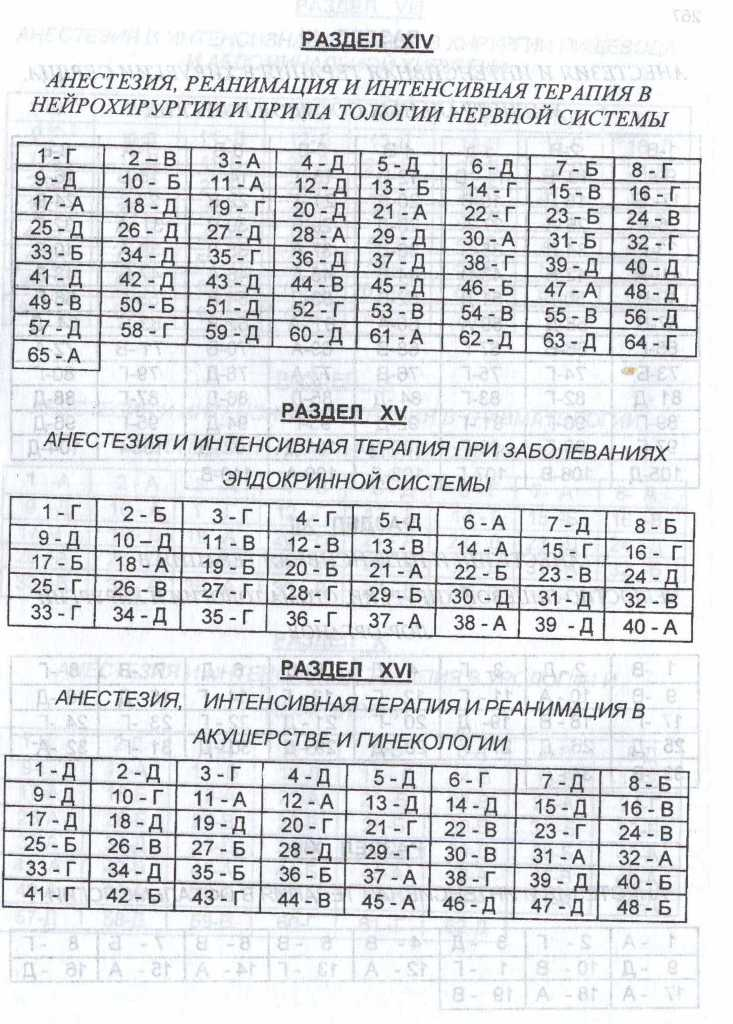 РАЗДЕЛ XIV
АНЕСТЕЗИЯ, РЕАНИМАЦИЯ И ИНТЕНСИВНАЯ ТЕРАПИЯ В
НЕЙРОХИРУРГИИ И ПРИ ПА ТОЛОГИИ НЕРВНОЙ СИСТЕМЫ
1 - Г 2 – В 3 - А 4 - Д 5 - Д 6 - Д 7 - Б 8 - Г
9 - Д 10 - Б 11 - А 12 - Д 13 - Б 14 - Г 15 - В 16 - Г
17 - А 18 - Д 19 - Г 20 - Д 21 - А 22 - Г 23 - Б 24 - В
25 - Д 26 - Д 27 - Д 28 - А 29 - Д 30 - А 31- Б 32 - Г
33 - Б 34 - Д 35 - Г 36 - Д 37 - Д 38 - Г 39 - Д 40 - Д
41 - Д 42 - Д 43 - Д 44 - В 45 - Д 46 - Б 47 - А 48 - Д
49 - В 50 - Б 51 - Д 52 - Г 53 - В 54 - В 55 - В 56 - Д
57 - Д 58 - Г 59 - Д 60 - Д 61 - А 62 - Д 63 - Д 64 - Г
65 - А
РАЗДЕЛ XV
АНЕСТЕЗИЯ И ИНТЕНСИВНАЯ ТЕРАПИЯ ПРИ ЗАБОЛЕВАНИЯХ
ЭНДОКРИННОЙ СИСТЕМЫ
1 - Г 2 - Б 3 - Г 4 - Г 5 - Д 6 - А 7 - Д 8 - Б
9 - Д 10 – Д 11 - В 12 - В 13 - В 14 - А 15 - Г 16 - Г
17 - Б 18 - А 19 - Б 20 - Б 21 - А 22 - Б 23 - В 24 - Д
25 - Г 26 - В 27 - Г 28 - Г 29 - Д 30 - Д 31 - Д 32 - В
33 - Г 34 - Д 35 - Г 36 - Г 37 - А 38 - А 39 - Д 40 - А
РАЗДЕЛ XVI
АНЕСТЕЗИЯ, ИНТЕНСИВНАЯ ТЕРАПИЯ И РЕАНИМАЦИЯ В
АКУШЕРСТВЕ И ГИНЕКОЛОГИИ
1 - Д 2 - Д 3 - Г 4 - Д 5 - Д 6 - Г 7 - Д 8 - Б
9 - Д 10 - Г 11 - А 12 - А 13 - Д 14 - Д 15 - Д 16 - В
17 - Д 18 - Д 19 - Д 20 - Г 21 - Г 22 - В 23 - Г 24 - В
25 - Б 26 - В 27 - Б 28 - Д 29 - Г 30 - В 31 - А 32 - А
33 - Г 34 - Д 35 - Б 36 - Б 37 - А 38 - Г 39 - Д 40 - Б
41 - Г 42 - Б 43 - Г 44 - В 45 - А 46 - Д 47 - Д 48 - Б